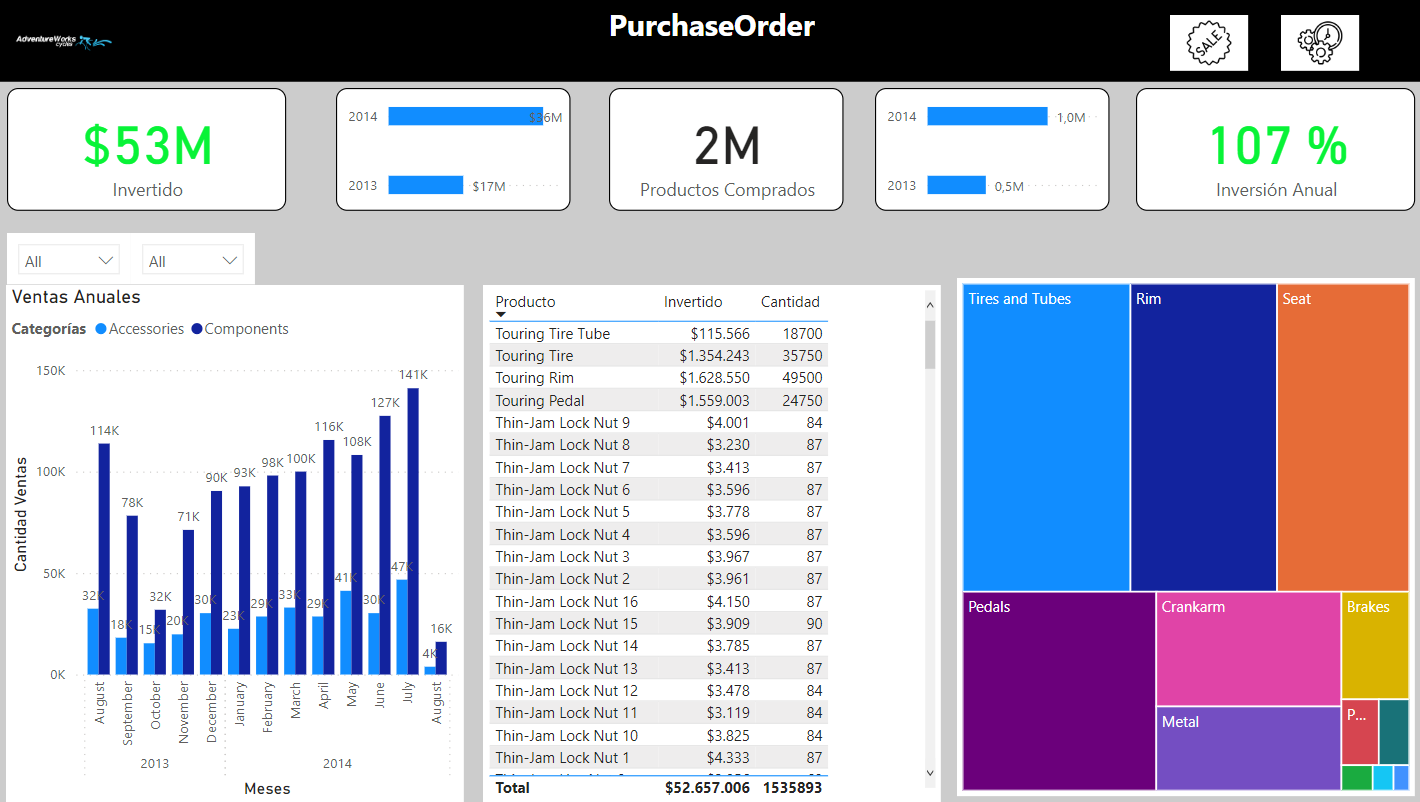 AdventureWorks
cycles
PurchaseOrder
SALE
$53M
Invertido
2014 $36M
2013 $17M
2M
Productos Comprados
2014 1,0M
2013 0,5M
107 %
Inversión Anual
All All
Ventas Anuales
Categorías Accessories Components
Cantidad Ventas
150K
100K
50K
0K
32K 114K
18K 78K
15K 32K
20K 71K
30K 90K
23K 93K
29K 98K
33K 100K
29K 116K
41K 108K
30K 127K
47K 141K
4K 16K
August September October November December January February March April May June July August
2013 2014
Meses
Producto Invertido Cantidad
Touring Tire Tube $115.566 18700
Touring Tire $1.354.243 35750
Touring Rim $1.628.550 49500
Touring Pedal $1.559.003 24750
Thin-Jam Lock Nut 9 $4.001 84
Thin-Jam Lock Nut 8 $3.230 87
Thin-Jam Lock Nut 7 $3.413 87
Thin-Jam Lock Nut 6 $3.596 87
Thin-Jam Lock Nut 5 $3.778 87
Thin-Jam Lock Nut 4 $3.596 87
Thin-Jam Lock Nut 3 $3.967 87
Thin-Jam Lock Nut 2 $3.961 87
Thin-Jam Lock Nut 16 $4.150 87
Thin-Jam Lock Nut 15 $3.909 90
Thin-Jam Lock Nut 14 $3.785 87
Thin-Jam Lock Nut 13 $3.413 87
Thin-Jam Lock Nut 12 $3.478 84
Thin-Jam Lock Nut 11 $3.119 84
Thin-Jam Lock Nut 10 $3.825 84
Thin-Jam Lock Nut 1 $4.333 87
Total $52.657.006 1535893
Tires and Tubes
Rim
Seat
Pedals
Crankarm
Brakes
Metal
P...